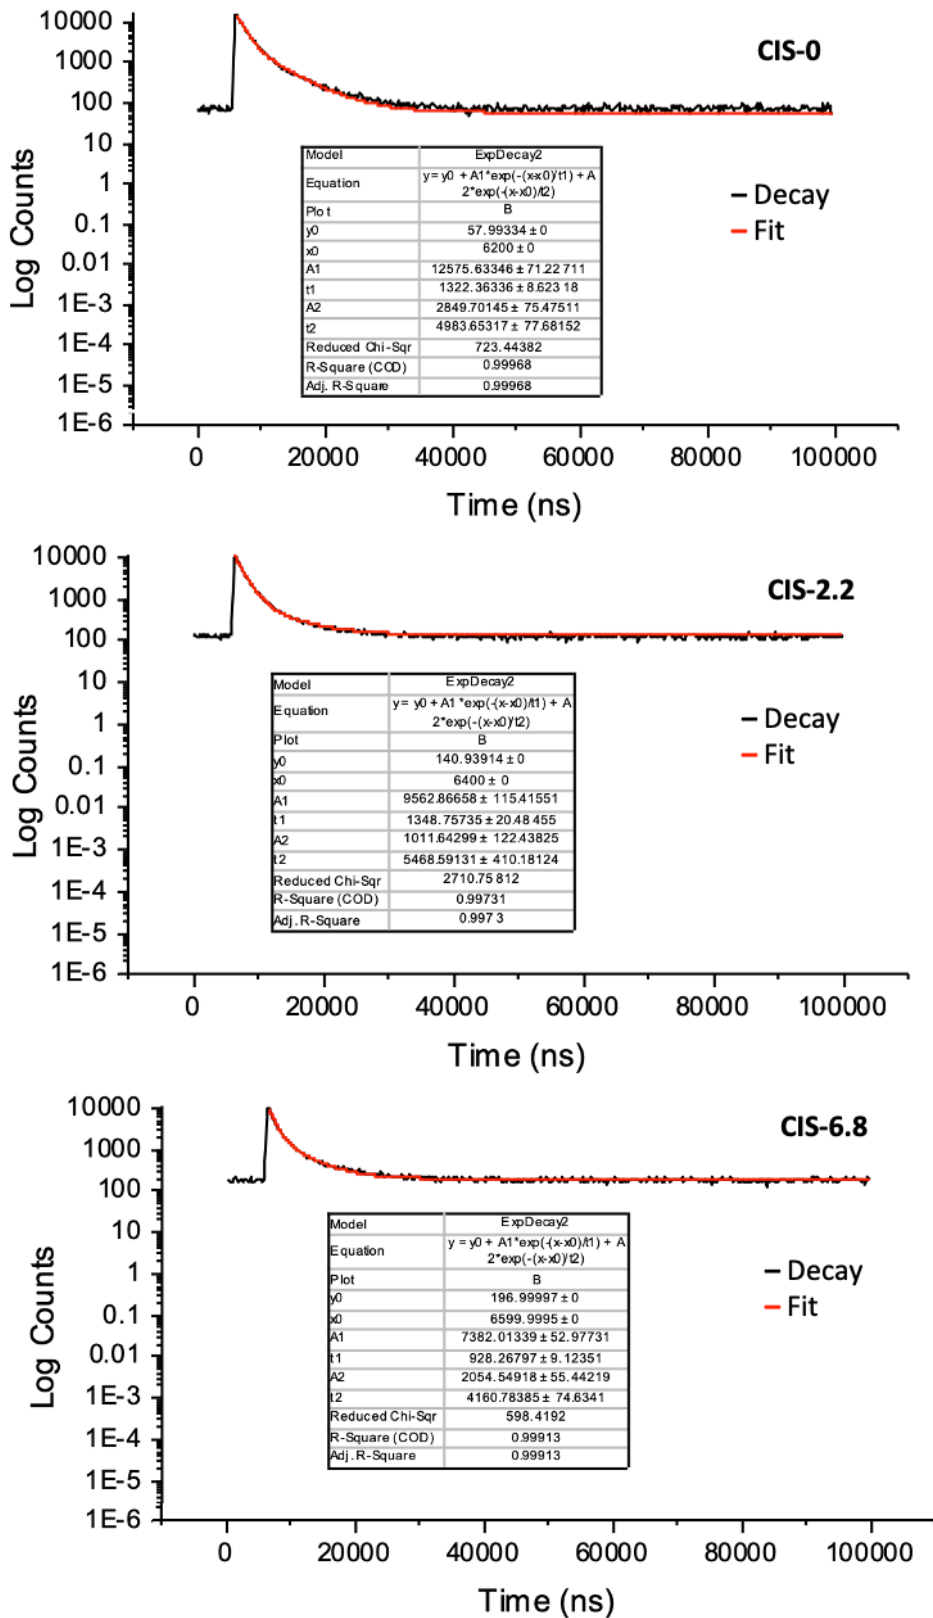 CIS-0
10000
1000
100
10
1
0.1
0.01
1E-3
1E-4
1E-5
1E-6
Log Counts
Model ExpDecay2
Equation y = y0 + A1*exp(-(x-x0)/t1) + A
2*exp(-(x-x0)/t2)
Plot B
y0 57.99334 ± 0
x0 6200 ± 0
A1 12575.63346 ± 71.22711
t1 1322.36336 ± 8.62318
A2 2849.70145 ± 75.47511
t2 4983.65317 ± 77.68152
Reduced Chi-Sqr 723.44382
R-Square (COD) 0.99968
Adj. R-Square 0.99968
Decay
Fit
0 20000 40000 60000 80000 100000
Time (ns)
CIS-2.2
10000
1000
100
10
1
0.1
0.01
1E-3
1E-4
1E-5
1E-6
Log Counts
Model ExpDecay2
Equation y = y0 + A1*exp(-(x-x0)/t1) + A
2*exp(-(x-x0)/t2)
Plot B
y0 140.93914 ± 0
x0 6400 ± 0
A1 9562.86658 ± 115.41551
t1 1348.75735 ± 20.48455
A2 1011.64299 ± 122.43825
t2 5468.59131 ± 410.18124
Reduced Chi-Sqr 2710.75812
R-Square (COD) 0.99731
Adj. R-Square 0.9973
Decay
Fit
0 20000 40000 60000 80000 100000
Time (ns)
CIS-6.8
10000
1000
100
10
1
0.1
0.01
1E-3
1E-4
1E-5
1E-6
Log Counts
Model ExpDecay2
Equation y = y0 + A1*exp(-(x-x0)/t1) + A
2*exp(-(x-x0)/t2)
Plot B
y0 196.99997 ± 0
x0 6599.9995 ± 0
A1 7382.01339 ± 52.97731
t1 928.26797 ± 9.12351
A2 2054.54918 ± 55.44219
t2 4160.78385 ± 74.6341
Reduced Chi-Sqr 598.4192
R-Square (COD) 0.99913
Adj. R-Square 0.99913
Decay
Fit
0 20000 40000 60000 80000 100000
Time (ns)